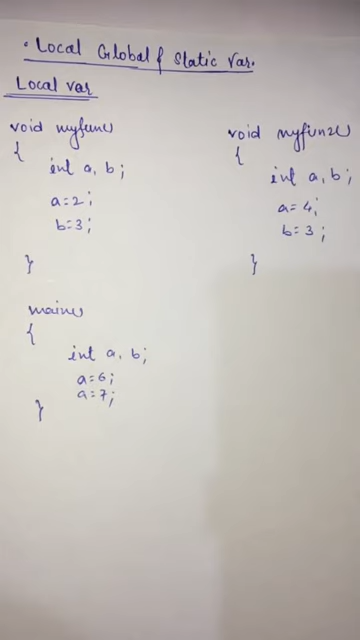 . Local Global & Static Var.
Local var
void myfunc()
{
int a, b;
a=2;
b=3;
}
void myfun2()
{
int a, b;
a=4;
b=3;
}
main()
{
int a, b;
a=6;
a=7;
}